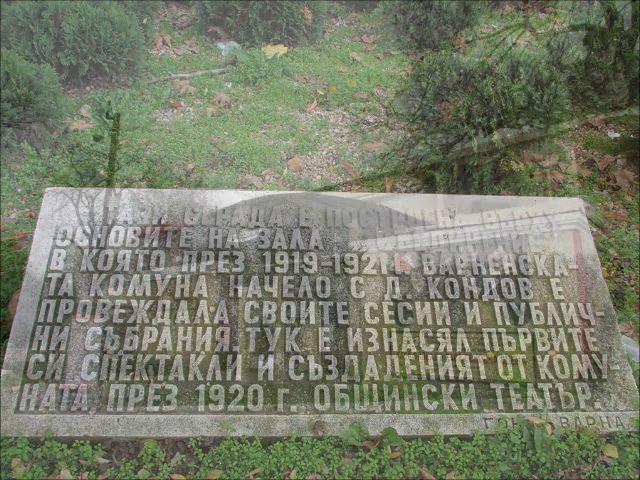 ТАЗИ СГРАДА Е ПОСТРОЕНА ВЪРХУ
ОСНОВИТЕ НА ЗАЛА
В КОЯТО ПРЕЗ 1919-1921 г. ВАРНЕНСКА-
ТА КОМУНА НАЧЕЛО С Д. КОНДОВ Е
ПРОВЕЖДАЛА СВОИТЕ СЕСИИ И ПУБЛИЧ-
НИ СЪБРАНИЯ. ТУК Е ИЗНАСЯЛ ПЪРВИТЕ
СИ СПЕКТАКЛИ И СЪЗДАДЕНИЯТ ОТ КОМУ-
НАТА ПРЕЗ 1920 г. ОБЩИНСКИ ТЕАТЪР.
ВАРНА